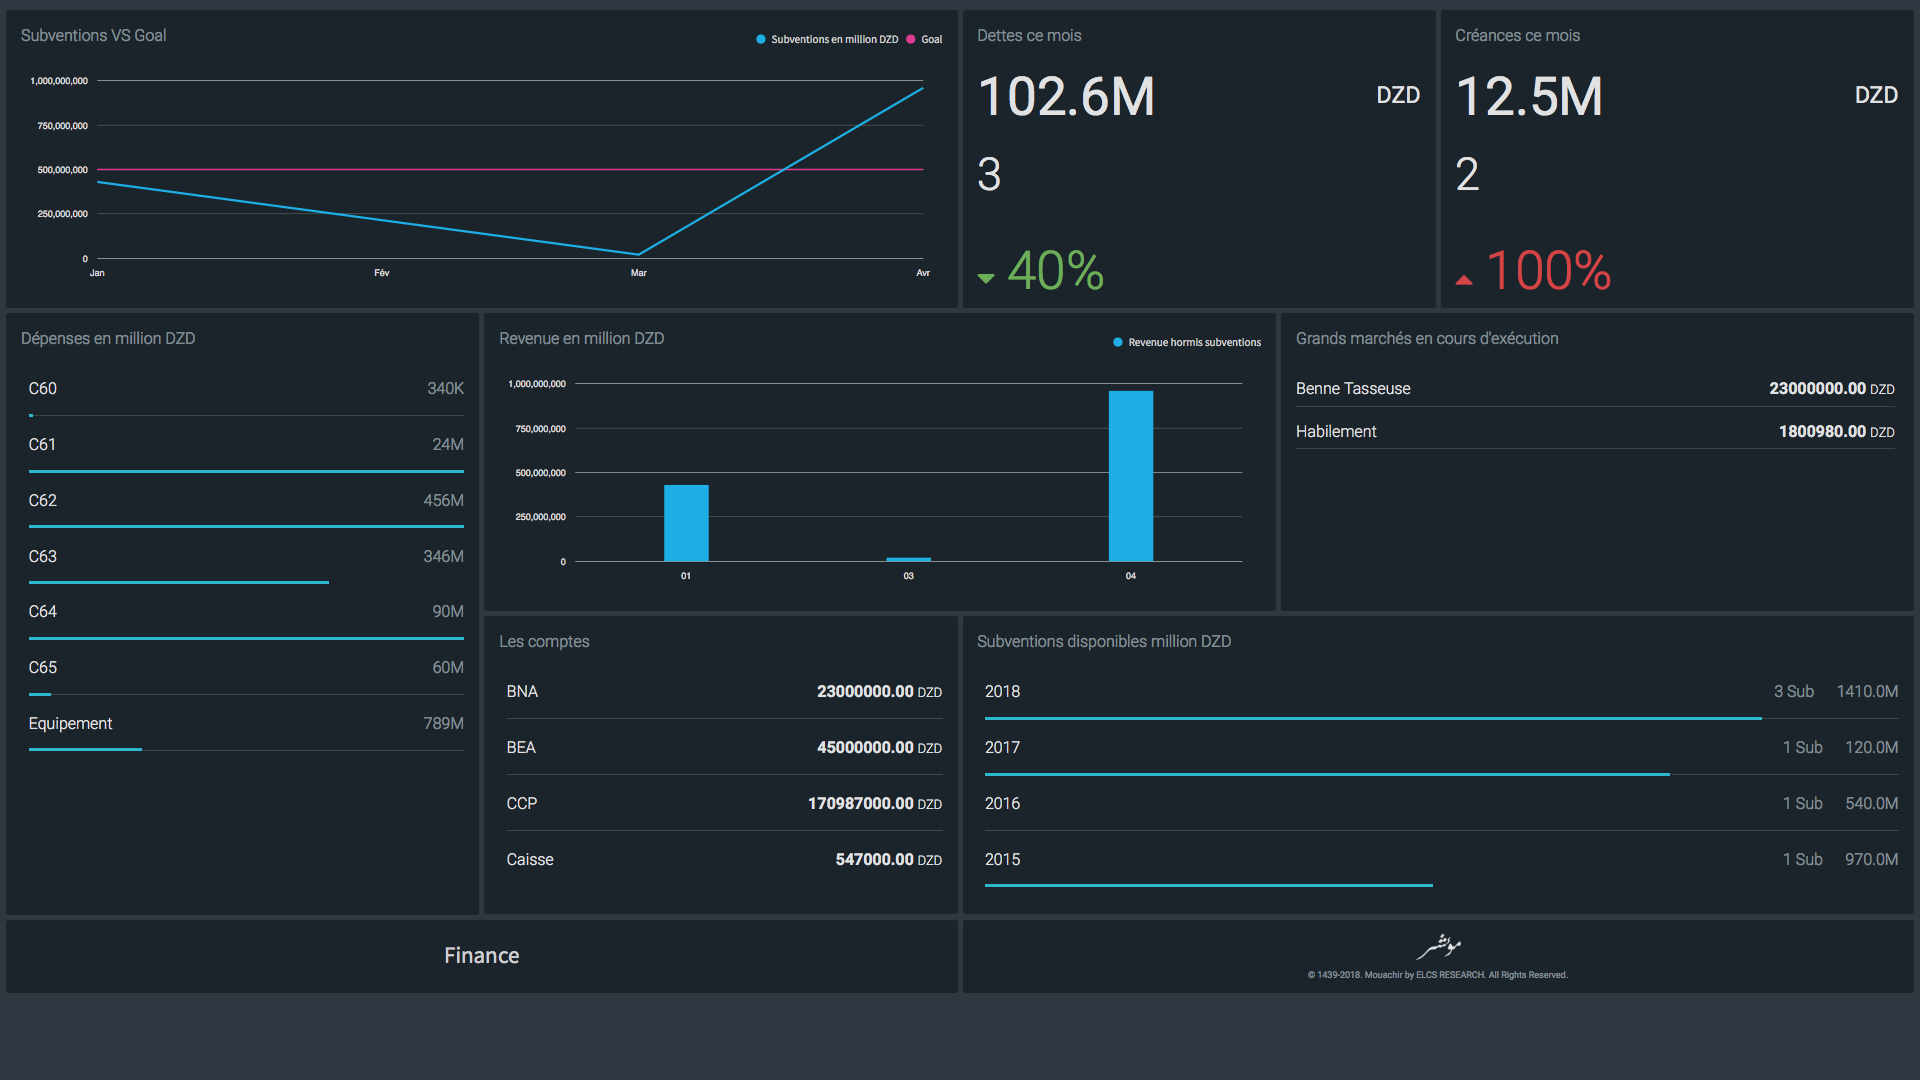 Subventions VS Goal
Subventions en million DZD Goal
1,000,000,000
750,000,000
500,000,000
250,000,000
0
Jan Fév Mar Avr
Dettes ce mois
102.6M DZD
3
40%
Créances ce mois
12.5M DZD
2
100%
Dépenses en million DZD
C60 340K
C61 24M
C62 456M
C63 346M
C64 90M
C65 60M
Equipement 789M
Revenue en million DZD
Revenue hormis subventions
1,000,000,000
750,000,000
500,000,000
250,000,000
0
01 03 04
Grands marchés en cours d'exécution
Benne Tasseuse 23000000.00 DZD
Habilement 1800980.00 DZD
Les comptes
BNA 23000000.00 DZD
BEA 45000000.00 DZD
CCP 170987000.00 DZD
Caisse 547000.00 DZD
Subventions disponibles million DZD
2018 3 Sub 1410.0M
2017 1 Sub 120.0M
2016 1 Sub 540.0M
2015 1 Sub 970.0M
Finance
موشر
© 1439-2018. Mouachir by ELCS RESEARCH. All Rights Reserved.